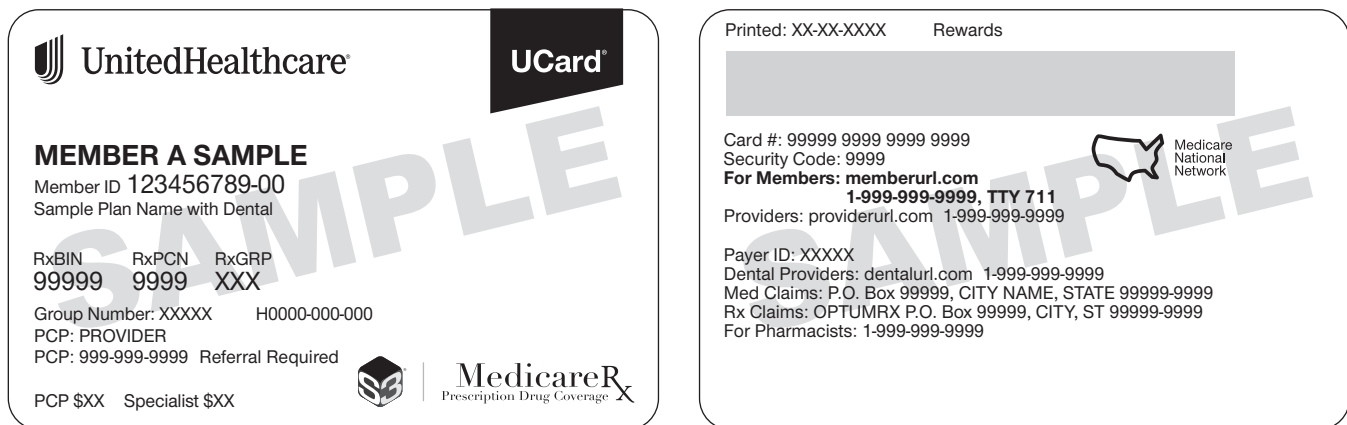 UnitedHealthcare®
UCard®
MEMBER A SAMPLE
Member ID 123456789-00
Sample Plan Name with Dental
RxBIN RxPCN RxGRP
99999 9999 XXX
Group Number: XXXXX H0000-000-000
PCP: PROVIDER
PCP: 999-999-9999 Referral Required
PCP $XX Specialist $XX
S3
MedicareRx
Prescription Drug Coverage
SAMPLE
Printed: XX-XX-XXXX Rewards
Card #: 99999 9999 9999 9999
Security Code: 9999
For Members: memberurl.com
1-999-999-9999, TTY 711
Providers: providerurl.com 1-999-999-9999
Medicare
National
Network
Payer ID: XXXXX
Dental Providers: dentalurl.com 1-999-999-9999
Med Claims: P.O. Box 99999, CITY NAME, STATE 99999-9999
Rx Claims: OPTUMRX P.O. Box 99999, CITY, ST 99999-9999
For Pharmacists: 1-999-999-9999
SAMPLE